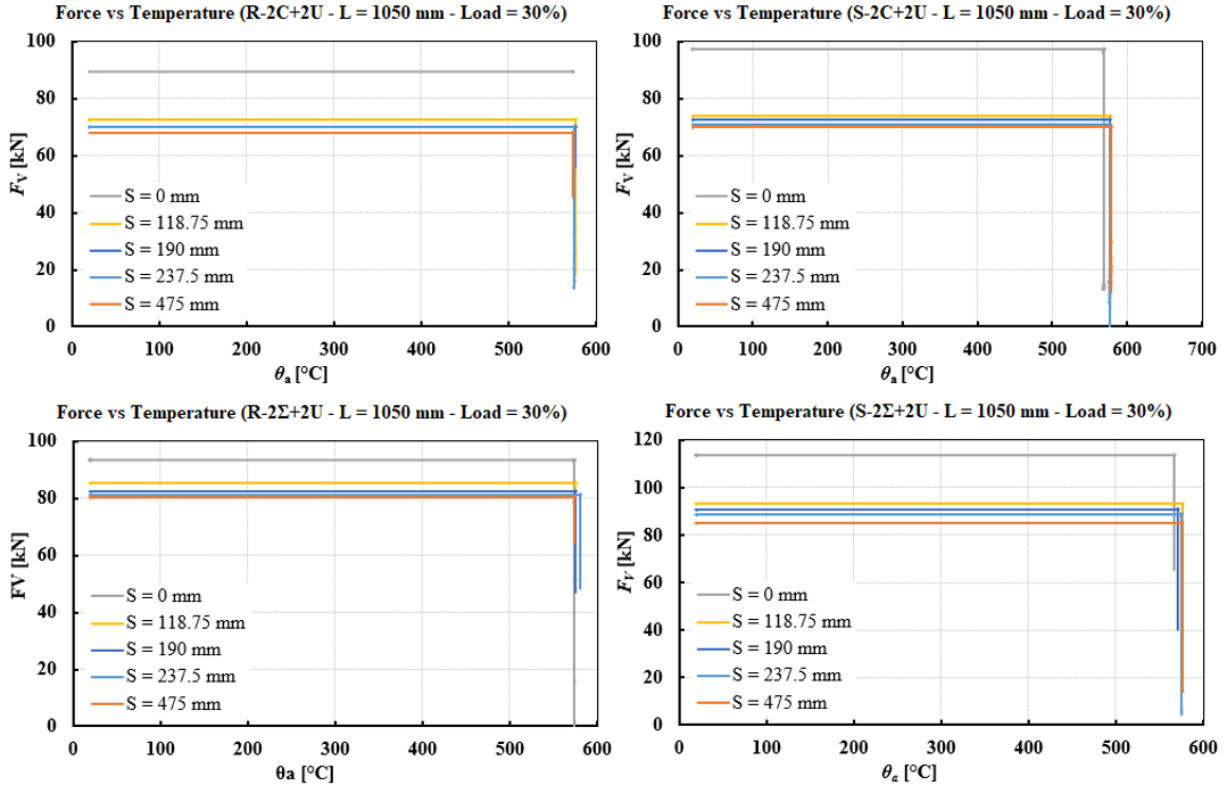 Force vs Temperature (R-2C+2U - L = 1050 mm - Load = 30%)
100
80
60
40
20
0
F_V [kN]
S = 0 mm
S = 118.75 mm
S = 190 mm
S = 237.5 mm
S = 475 mm
0 100 200 300 400 500 600
θ_a [°C]
Force vs Temperature (S-2C+2U - L = 1050 mm - Load = 30%)
100
80
60
40
20
0
F_V [kN]
S = 0 mm
S = 118.75 mm
S = 190 mm
S = 237.5 mm
S = 475 mm
0 100 200 300 400 500 600 700
θ_a [°C]
Force vs Temperature (R-2Σ+2U - L = 1050 mm - Load = 30%)
100
80
60
40
20
0
FV [kN]
S = 0 mm
S = 118.75 mm
S = 190 mm
S = 237.5 mm
S = 475 mm
0 100 200 300 400 500 600
θa [°C]
Force vs Temperature (S-2Σ+2U - L = 1050 mm - Load = 30%)
120
100
80
60
40
20
0
F_V [kN]
S = 0 mm
S = 118.75 mm
S = 190 mm
S = 237.5 mm
S = 475 mm
0 100 200 300 400 500 600
θ_a [°C]